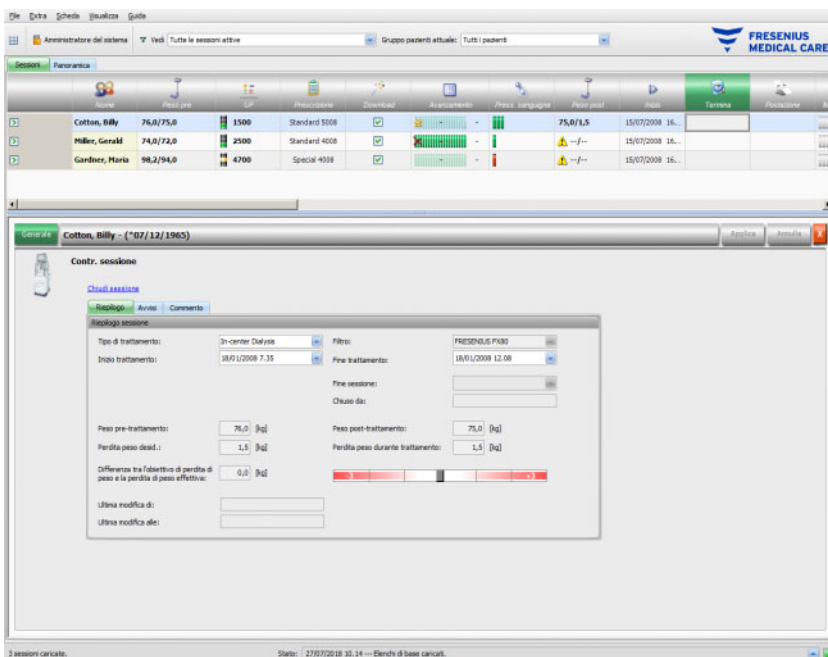 File Extra Scheda Visualizza Guida
Amministratore del sistema Vedi Tutte le sessioni attive Gruppo pazienti attuale: Tutti i pazienti
FRESENIUS
MEDICAL CARE
Sessioni Panoramica
Nome Peso pre UF Prescrizione Download Avanzamento Press. sanguigna Peso post Inizio Termina Postazione
Cotton, Billy 76,0/75,0 1500 Standard 5008 - - 75,0/1,5 15/07/2008 16...
Miller, Gerald 74,0/72,0 2500 Standard 4008 - --/-- 15/07/2008 16...
Gardner, Maria 98,2/94,0 4700 Special 4008 - - --/-- 15/07/2008 16...
Generale Cotton, Billy - (*07/12/1965) Applica Annulla X
Contr. sessione
Chiudi sessione
Riepilogo Avvisi Commento
Riepilogo sessione
Tipo di trattamento: In-center Dialysis Filtro: FRESENIUS FX80
Inizio trattamento: 18/01/2008 7.35 Fine trattamento: 18/01/2008 12.08
Fine sessione:
Chiuso da:
Peso pre-trattamento: 76,0 [kg] Peso post-trattamento: 75,0 [kg]
Perdita peso desid.: 1,5 [kg] Perdita peso durante trattamento: 1,5 [kg]
Differenza tra l'obiettivo di perdita di
peso e la perdita di peso effettiva: 0,0 [kg]
Ultima modifica di:
Ultima modifica alle:
3 sessioni caricate. Stato: 27/07/2018 10.14 --- Elenchi di base caricati.